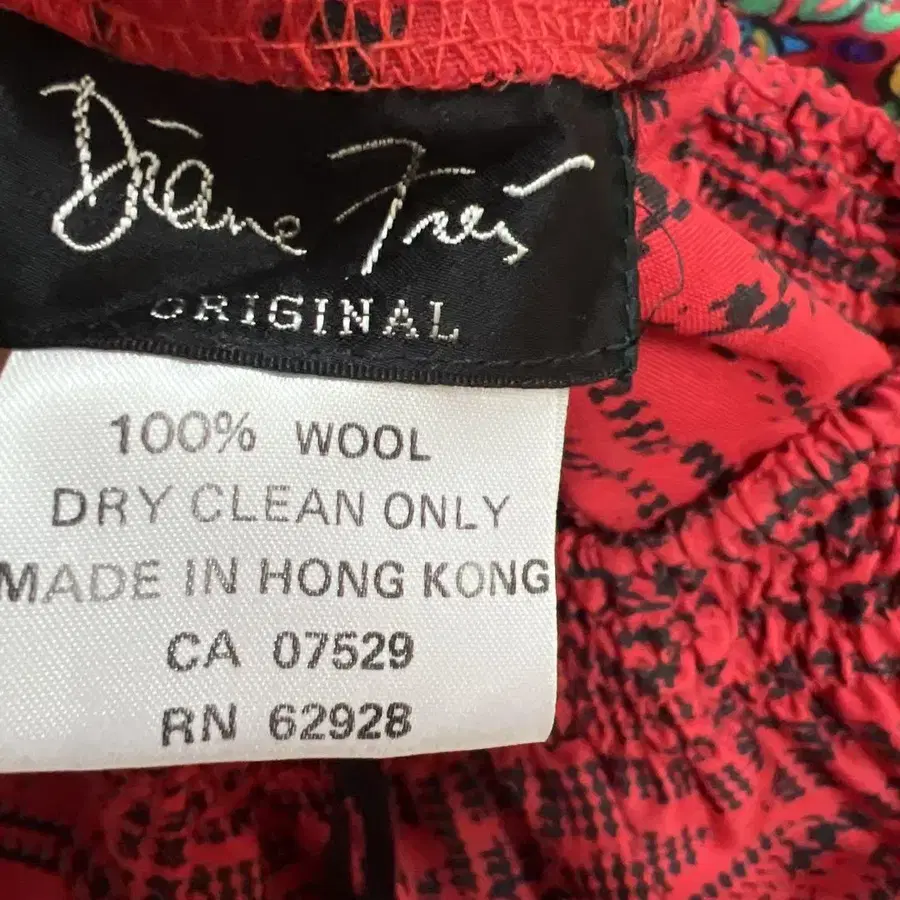 Diane Freis
ORIGINAL
100% WOOL
DRY CLEAN ONLY
MADE IN HONG KONG
CA 07529
RN 62928